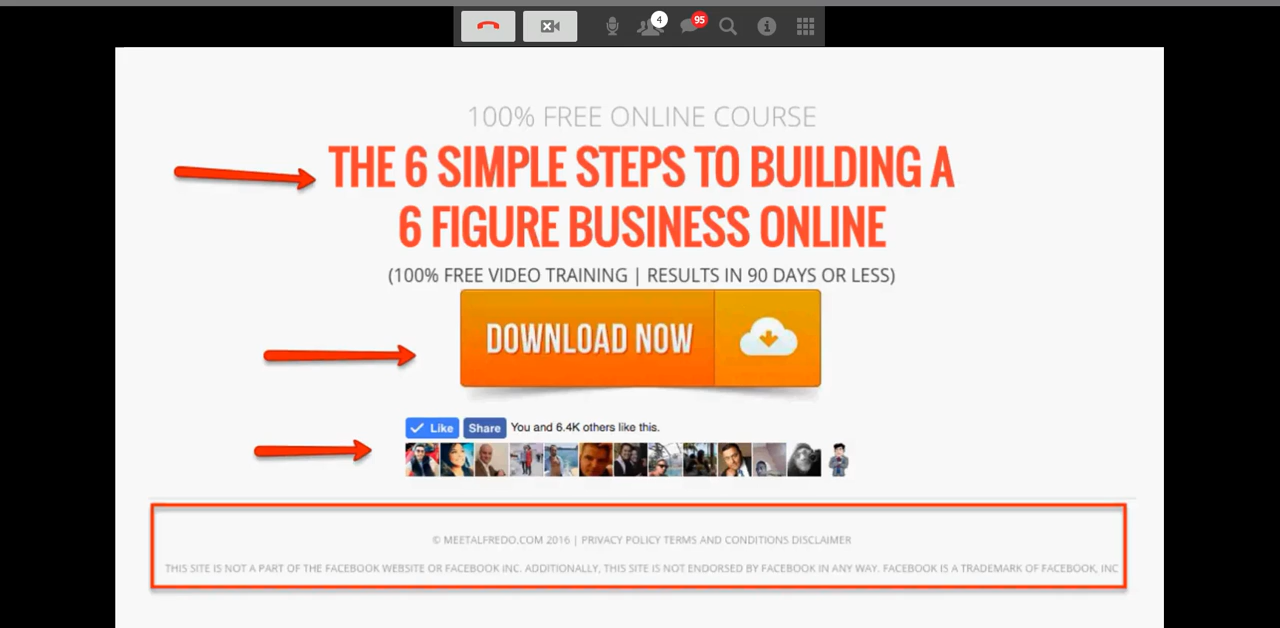 4
95
100% FREE ONLINE COURSE
THE 6 SIMPLE STEPS TO BUILDING A
6 FIGURE BUSINESS ONLINE
(100% FREE VIDEO TRAINING | RESULTS IN 90 DAYS OR LESS)
DOWNLOAD NOW
Like Share You and 6.4K others like this.
© MEETALFREDO.COM 2016 | PRIVACY POLICY TERMS AND CONDITIONS DISCLAIMER
THIS SITE IS NOT A PART OF THE FACEBOOK WEBSITE OR FACEBOOK INC. ADDITIONALLY, THIS SITE IS NOT ENDORSED BY FACEBOOK IN ANY WAY. FACEBOOK IS A TRADEMARK OF FACEBOOK, INC